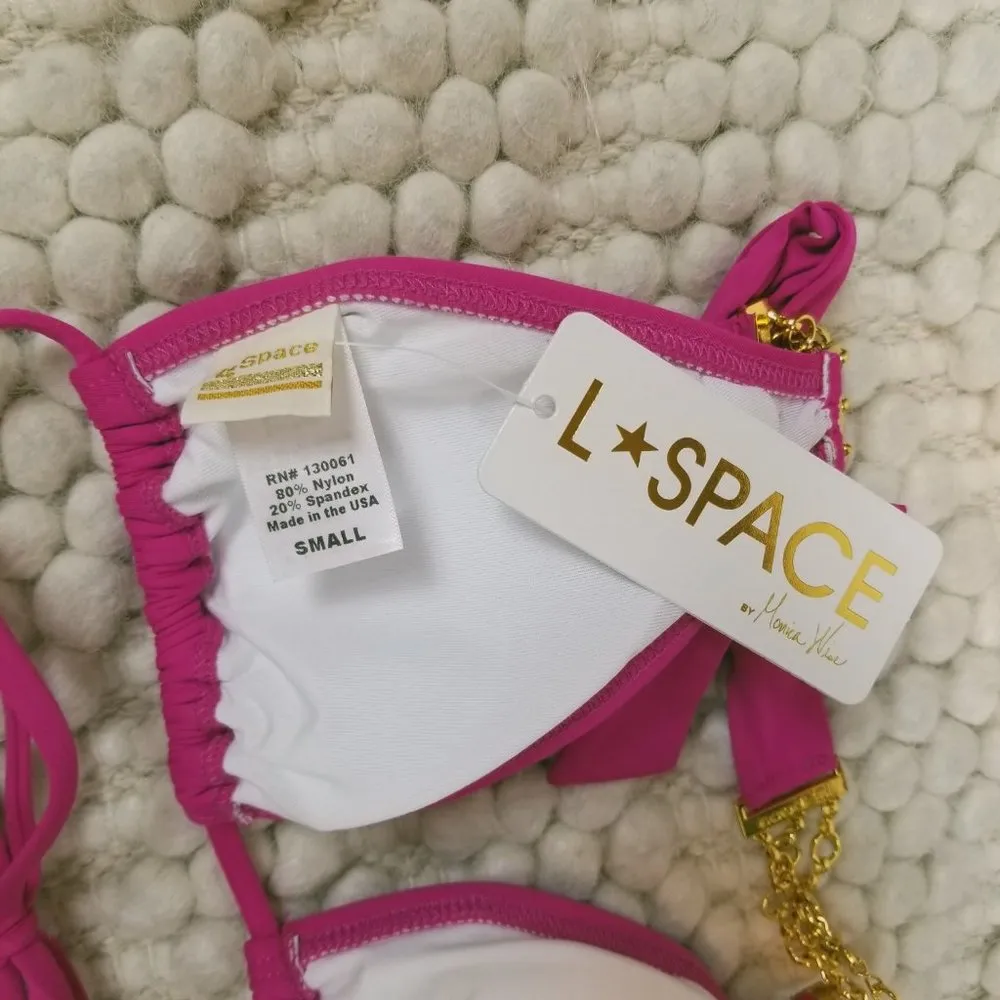 L★Space
RN# 130061
80% Nylon
20% Spandex
Made in the USA
SMALL
L★SPACE
BY Monica Wise